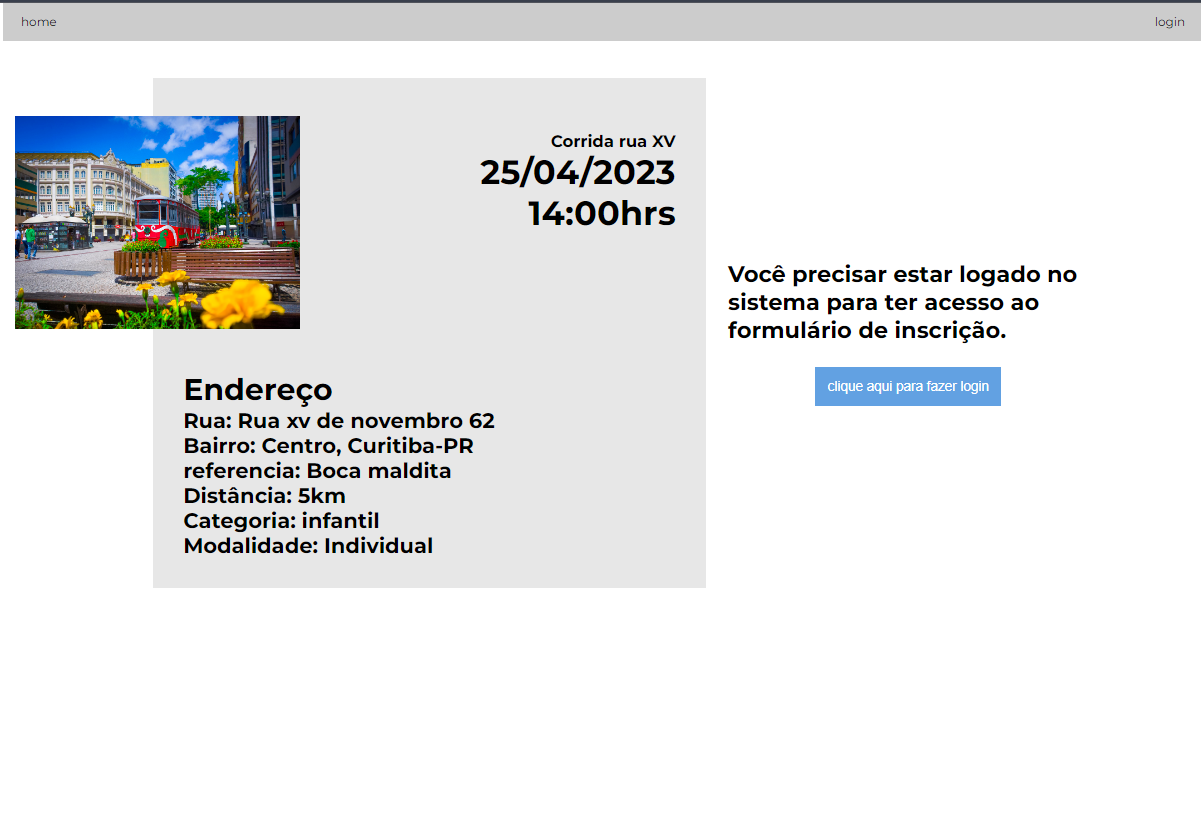 home
login
Corrida rua XV
25/04/2023
14:00hrs
Endereço
Rua: Rua xv de novembro 62
Bairro: Centro, Curitiba-PR
referencia: Boca maldita
Distância: 5km
Categoria: infantil
Modalidade: Individual
Você precisar estar logado no
sistema para ter acesso ao
formulário de inscrição.
clique aqui para fazer login